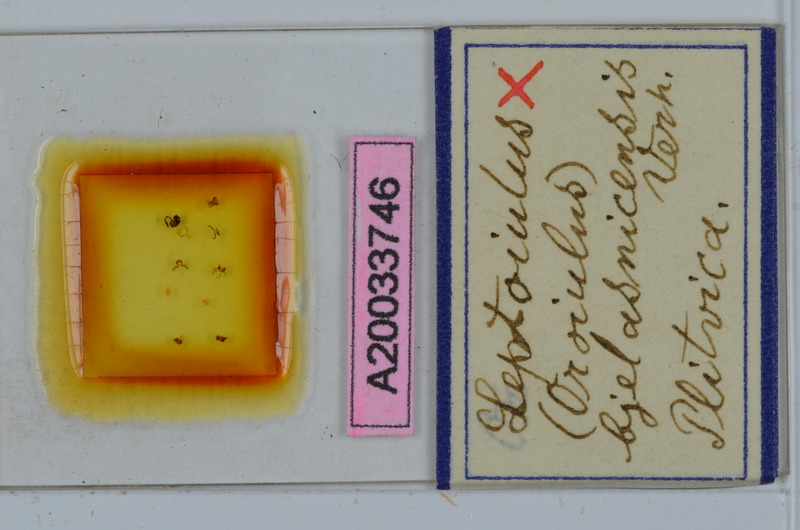 A20033746
Leptoiulus X
(Oroiulus)
bjelasnicensis
Verh.
Plitvica.